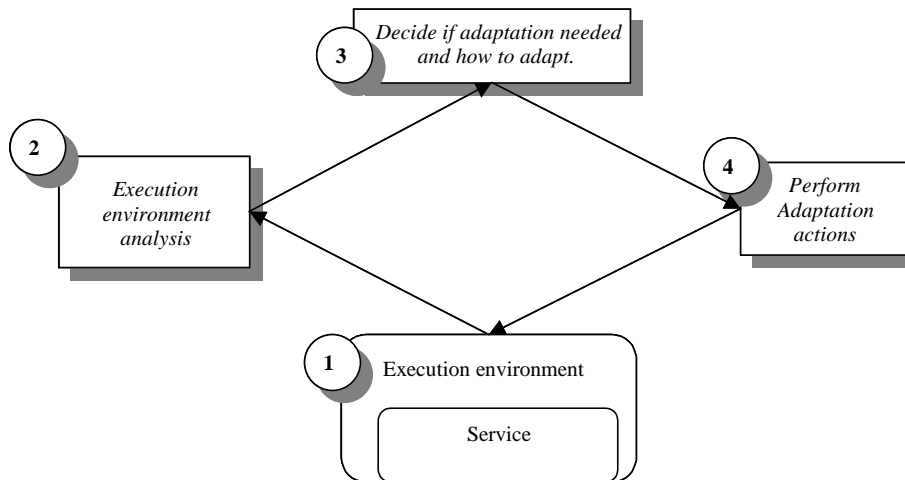 3
Decide if adaptation needed
and how to adapt.
2
Execution
environment
analysis
4
Perform
Adaptation
actions
1
Execution environment
Service